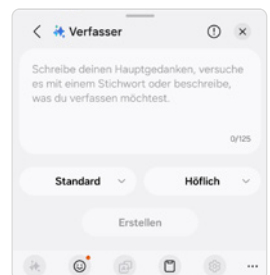 Verfasser
Schreibe deinen Hauptgedanken, versuche
es mit einem Stichwort oder beschreibe,
was du verfassen möchtest.
0/125
Standard
Höflich
Erstellen